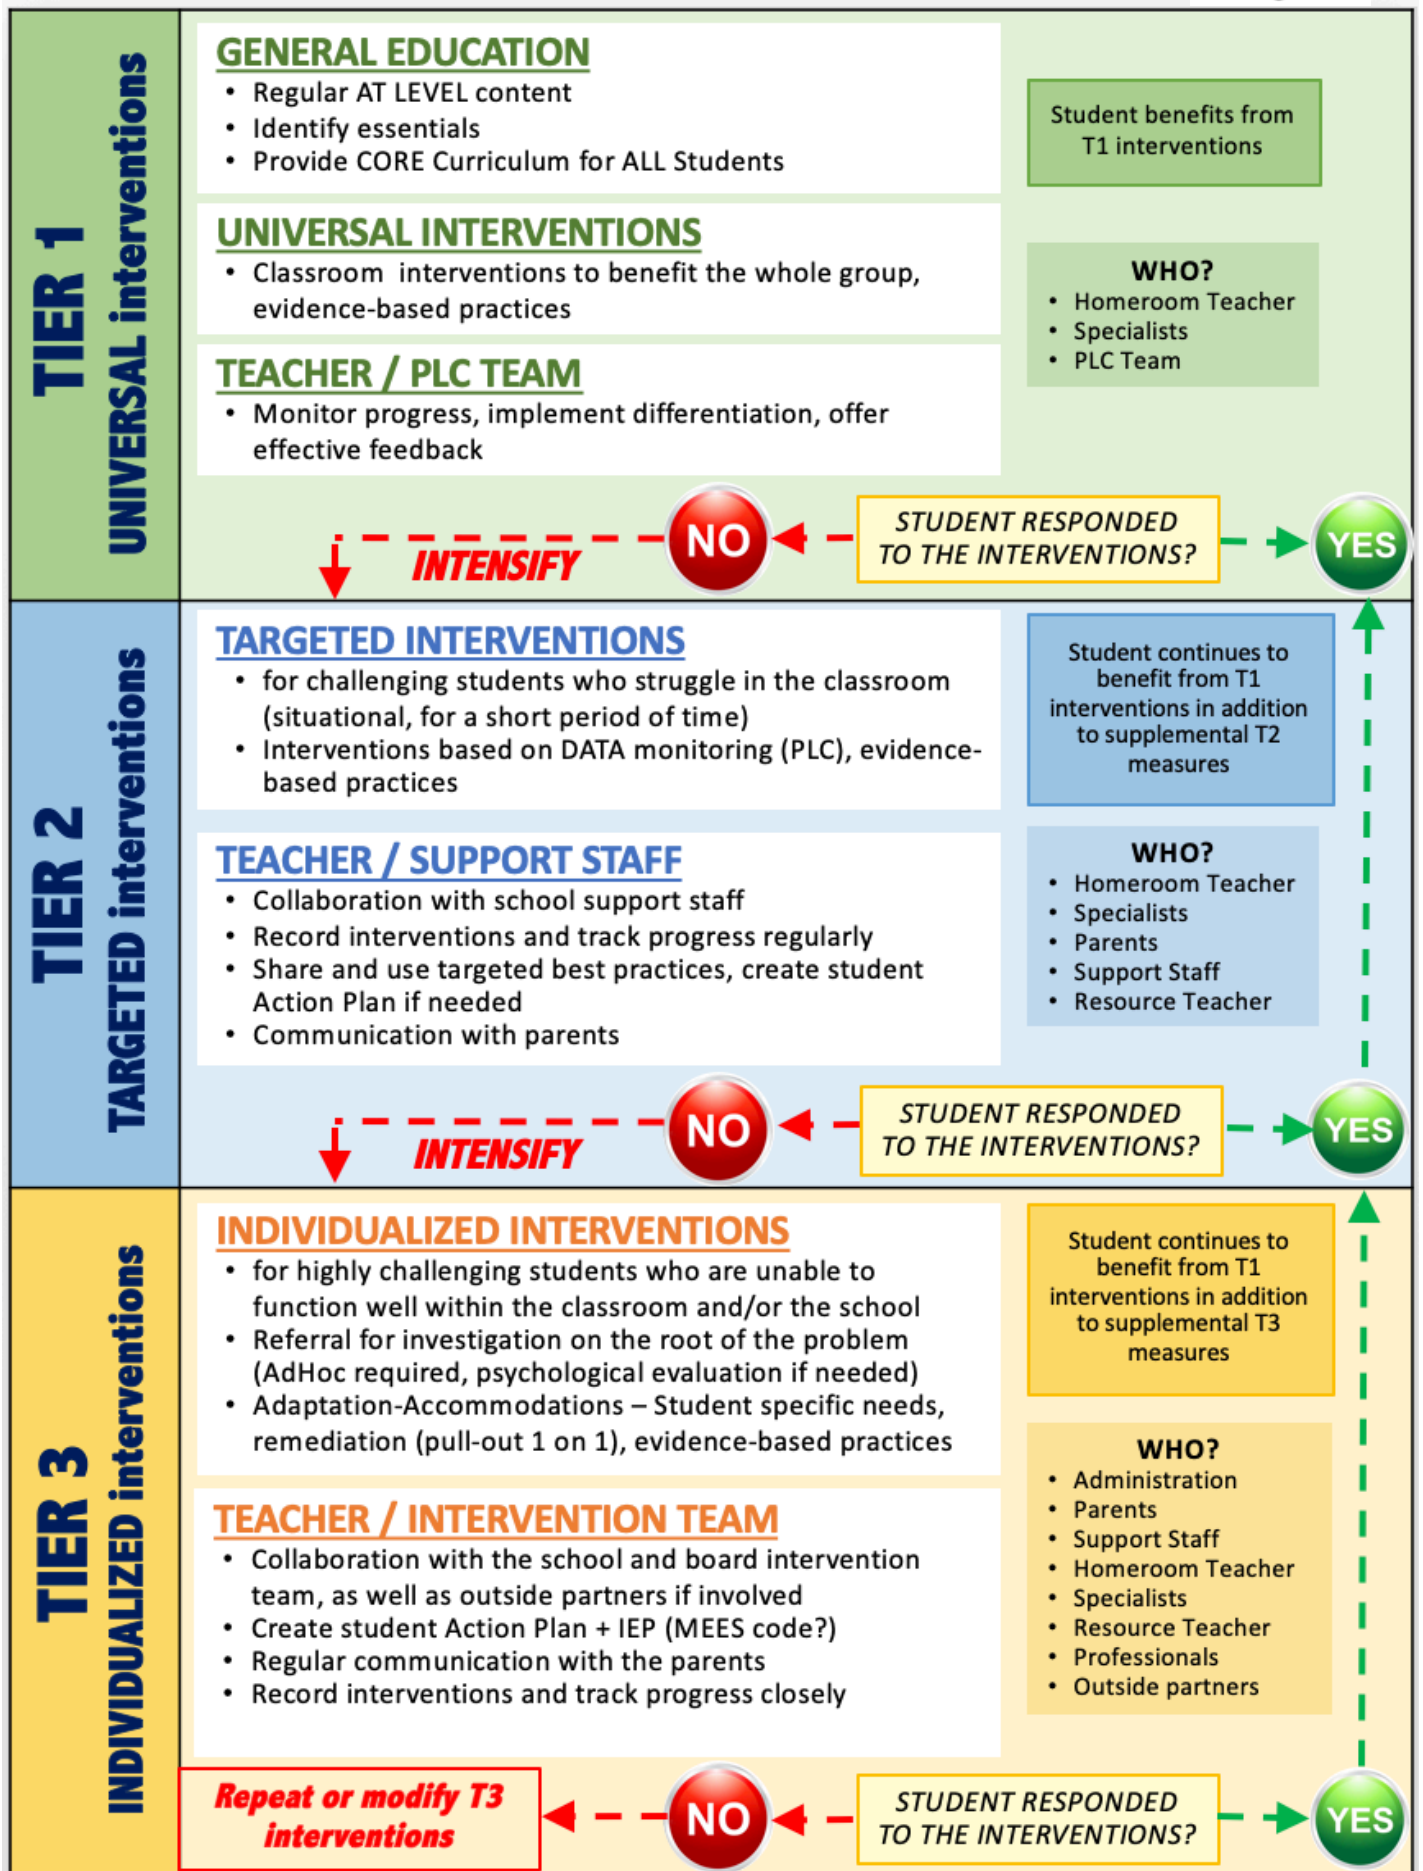 TIER 1
UNIVERSAL interventions
GENERAL EDUCATION
• Regular AT LEVEL content
• Identify essentials
• Provide CORE Curriculum for ALL Students
UNIVERSAL INTERVENTIONS
• Classroom interventions to benefit the whole group,
evidence-based practices
TEACHER / PLC TEAM
• Monitor progress, implement differentiation, offer
effective feedback
Student benefits from
T1 interventions
WHO?
• Homeroom Teacher
• Specialists
• PLC Team
STUDENT RESPONDED
TO THE INTERVENTIONS?
YES
NO
INTENSIFY
TIER 2
TARGETED interventions
TARGETED INTERVENTIONS
• for challenging students who struggle in the classroom
(situational, for a short period of time)
• Interventions based on DATA monitoring (PLC), evidence-
based practices
TEACHER / SUPPORT STAFF
• Collaboration with school support staff
• Record interventions and track progress regularly
• Share and use targeted best practices, create student
Action Plan if needed
• Communication with parents
Student continues to
benefit from T1
interventions in addition
to supplemental T2
measures
WHO?
• Homeroom Teacher
• Specialists
• Parents
• Support Staff
• Resource Teacher
STUDENT RESPONDED
TO THE INTERVENTIONS?
YES
NO
INTENSIFY
TIER 3
INDIVIDUALIZED interventions
INDIVIDUALIZED INTERVENTIONS
• for highly challenging students who are unable to
function well within the classroom and/or the school
• Referral for investigation on the root of the problem
(AdHoc required, psychological evaluation if needed)
• Adaptation-Accommodations – Student specific needs,
remediation (pull-out 1 on 1), evidence-based practices
TEACHER / INTERVENTION TEAM
• Collaboration with the school and board intervention
team, as well as outside partners if involved
• Create student Action Plan + IEP (MEES code?)
• Regular communication with the parents
• Record interventions and track progress closely
Student continues to
benefit from T1
interventions in addition
to supplemental T3
measures
WHO?
• Administration
• Parents
• Support Staff
• Homeroom Teacher
• Specialists
• Resource Teacher
• Professionals
• Outside partners
STUDENT RESPONDED
TO THE INTERVENTIONS?
YES
NO
Repeat or modify T3
interventions